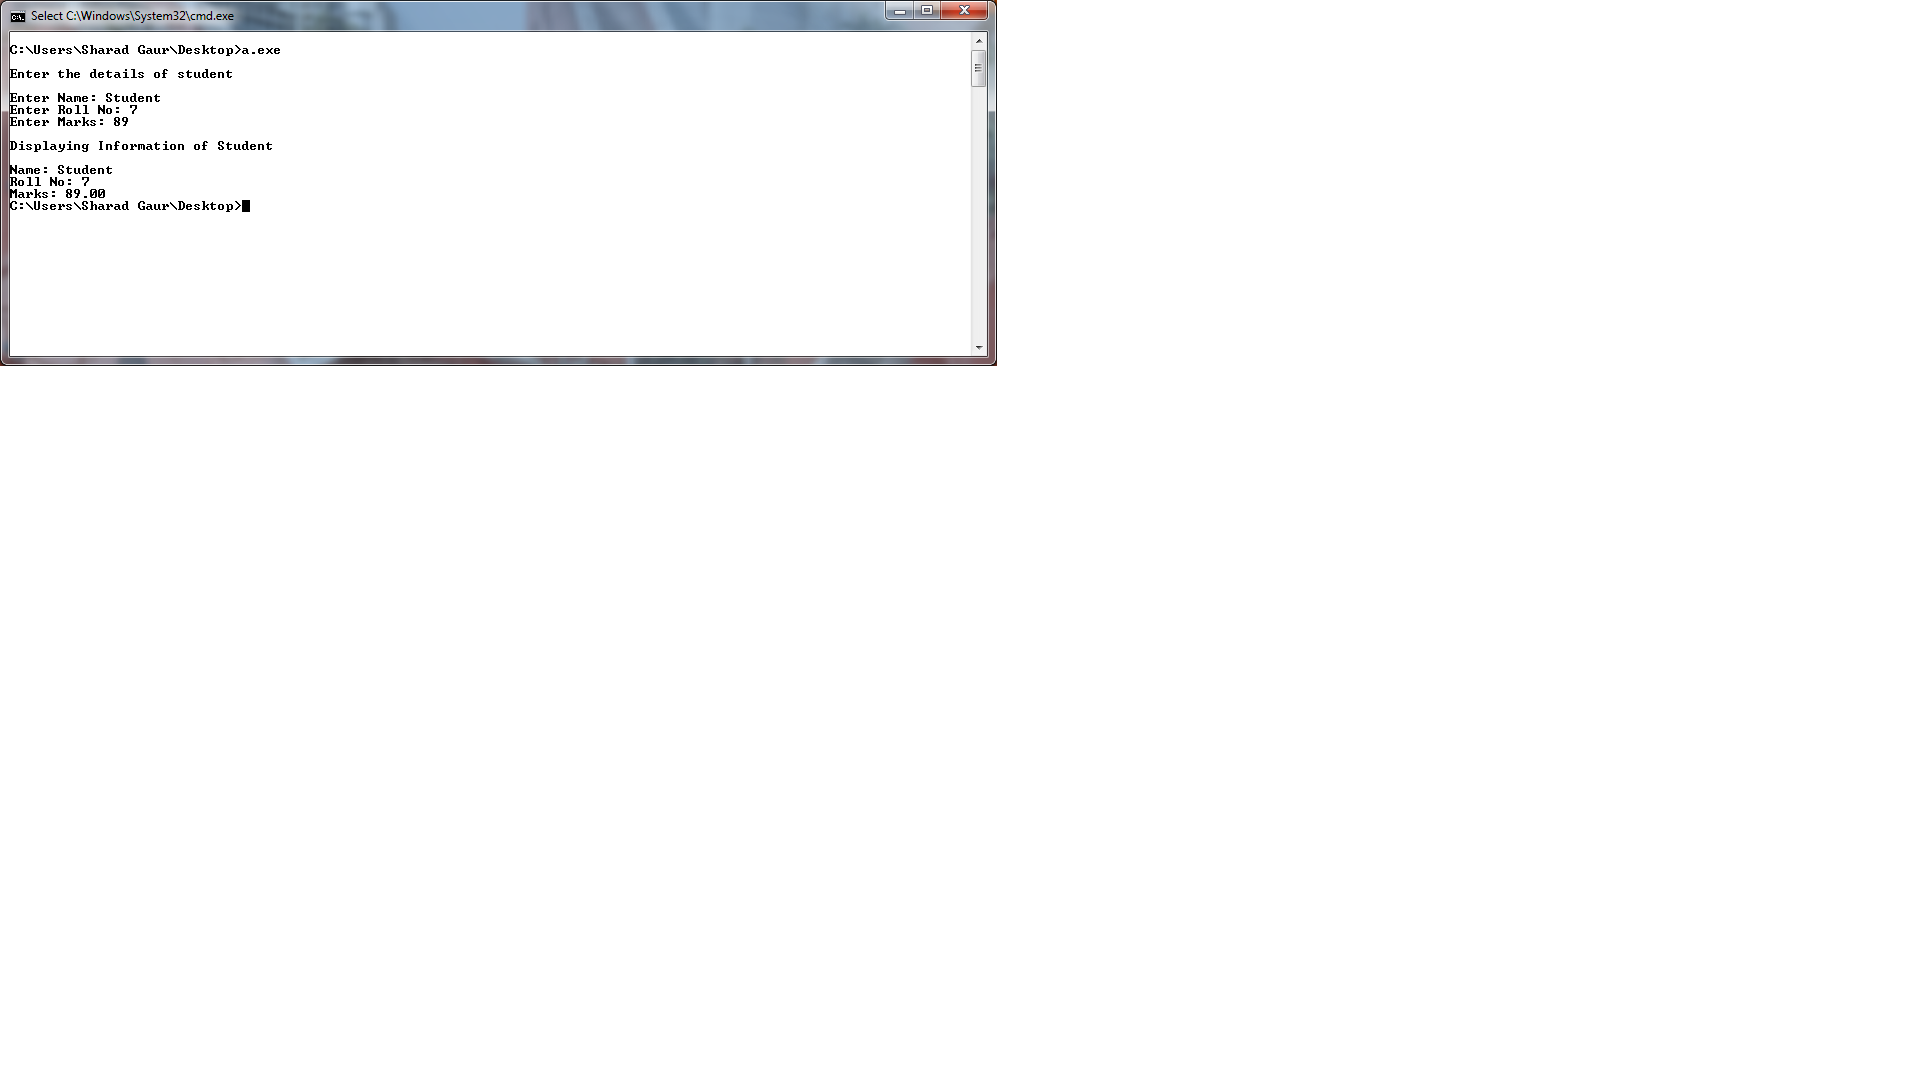 Select C:\Windows\System32\cmd.exe
C:\Users\Sharad Gaur\Desktop>a.exe
Enter the details of student
Enter Name: Student
Enter Roll No: 7
Enter Marks: 89
Displaying Information of Student
Name: Student
Roll No: 7
Marks: 89.00
C:\Users\Sharad Gaur\Desktop>